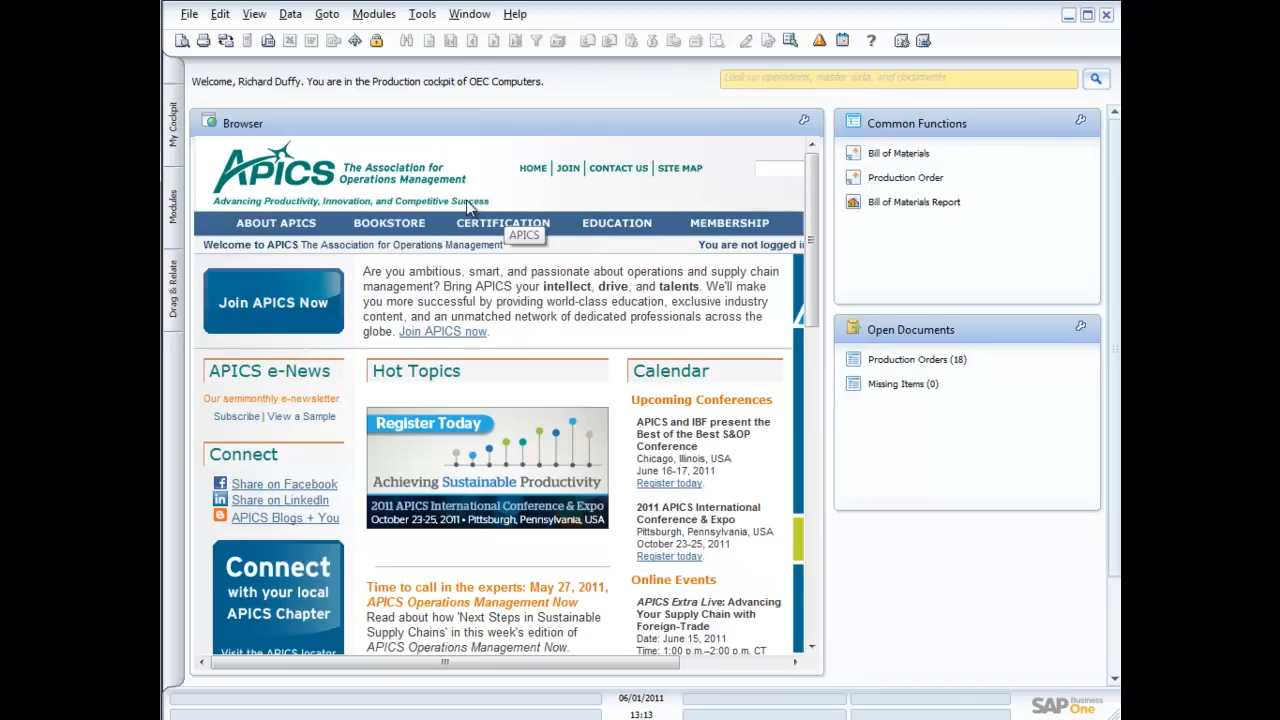 File Edit View Data Goto Modules Tools Window Help
Welcome, Richard Duffy. You are in the Production cockpit of OEC Computers.
Look up operations, master data, and documents
My Cockpit
Modules
Drag & Relate
Browser
APICS The Association for
Operations Management
Advancing Productivity, Innovation, and Competitive Success
HOME | JOIN | CONTACT US | SITE MAP
ABOUT APICS BOOKSTORE CERTIFICATION EDUCATION MEMBERSHIP
APICS
Welcome to APICS The Association for Operations Management
You are not logged i
Join APICS Now
Are you ambitious, smart, and passionate about operations and supply chain
management? Bring APICS your intellect, drive, and talents. We'll make
you more successful by providing world-class education, exclusive industry
content, and an unmatched network of dedicated professionals across the
globe. Join APICS now.
APICS e-News
Our semmonthly e-newsletter.
Subscribe | View a Sample
Connect
Share on Facebook
Share on LinkedIn
APICS Blogs + You
Connect
with your local
APICS Chapter
Visit the APICS locator
Hot Topics
Register Today
Achieving Sustainable Productivity
2011 APICS International Conference & Expo
October 23-25, 2011 • Pittsburgh, Pennsylvania, USA
Time to call in the experts: May 27, 2011,
APICS Operations Management Now
Read about how 'Next Steps in Sustainable
Supply Chains' in this week's edition of
APICS Operations Management Now.
Calendar
Upcoming Conferences
APICS and IBF present the
Best of the Best S&OP
Conference
Chicago, Illinois, USA
June 16-17, 2011
Register today.
2011 APICS International
Conference & Expo
Pittsburgh, Pennsylvania, USA
October 23-25, 2011
Register today.
Online Events
APICS Extra Live: Advancing
Your Supply Chain with
Foreign-Trade
Date: June 15, 2011
Time: 1:00 p.m.–2:00 p.m. CT
Common Functions
Bill of Materials
Production Order
Bill of Materials Report
Open Documents
Production Orders (18)
Missing Items (0)
06/01/2011
13:13
SAP Business One